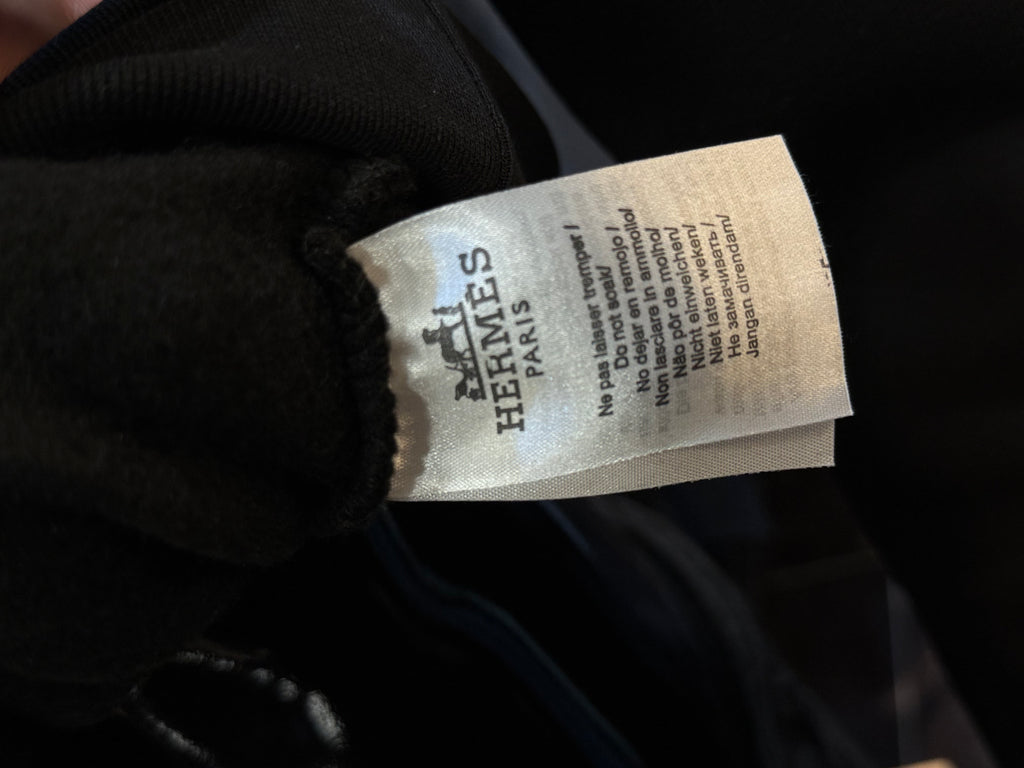 HERMES
PARIS
Ne pas laisser tremper /
Do not soak/
No dejar en remojo /
Non lasciare in ammollo/
Não pôr de molho/
Nicht einweichen/
Niet laten weken/
Не замачивать /
Jangan direndam/